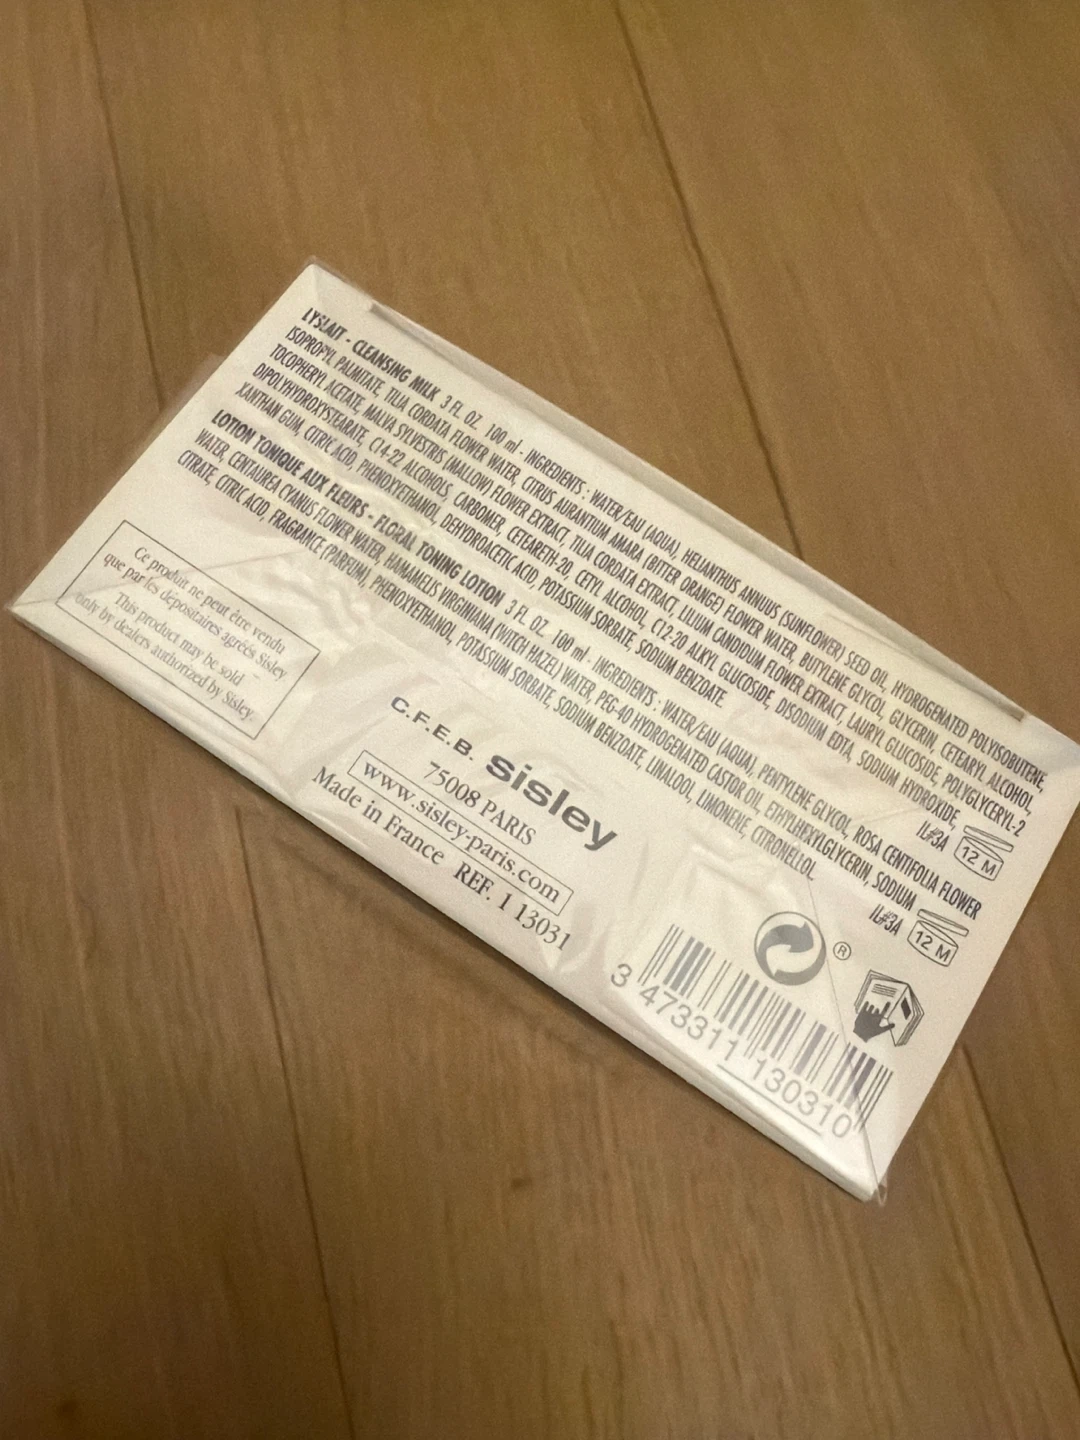 LYSLAIT - CLEANSING MILK 3 FL. OZ. 100 ml - INGREDIENTS : WATER/EAU (AQUA), HELIANTHUS ANNUUS (SUNFLOWER) SEED OIL, HYDROGENATED POLYISOBUTENE,
ISOPROPYL PALMITATE, TILIA CORDATA FLOWER WATER, CITRUS AURANTIUM AMARA (BITTER ORANGE) FLOWER WATER, BUTYLENE GLYCOL, GLYCERIN, CETEARYL ALCOHOL,
TOCOPHERYL ACETATE, MALVA SYLVESTRIS (MALLOW) FLOWER EXTRACT, TILIA CORDATA EXTRACT, LILIUM CANDIDUM FLOWER EXTRACT, LAURYL GLUCOSIDE, POLYGLYCERYL-2
DIPOLYHYDROXYSTEARATE, C14-22 ALCOHOLS, CARBOMER, CETEARETH-20, CETYL ALCOHOL, C12-20 ALKYL GLUCOSIDE, DISODIUM EDTA, SODIUM HYDROXIDE,
XANTHAN GUM, CITRIC ACID, PHENOXYETHANOL, DEHYDROACETIC ACID, POTASSIUM SORBATE, SODIUM BENZOATE. IL#3A 12 M
LOTION TONIQUE AUX FLEURS - FLORAL TONING LOTION 3 FL. OZ. 100 ml - INGREDIENTS : WATER/EAU (AQUA), PENTYLENE GLYCOL, ROSA CENTIFOLIA FLOWER
WATER, CENTAUREA CYANUS FLOWER WATER, HAMAMELIS VIRGINIANA (WITCH HAZEL) WATER, PEG-40 HYDROGENATED CASTOR OIL, ETHYLHEXYLGLYCERIN, SODIUM
CITRATE, CITRIC ACID, FRAGRANCE (PARFUM), PHENOXYETHANOL, POTASSIUM SORBATE, SODIUM BENZOATE, LINALOOL, LIMONENE, CITRONELLOL. IL#3A 12 M
Ce produit ne peut être vendu
que par les dépositaires agréés Sisley
This product may be sold
only by dealers authorized by Sisley.
C.F.E.B. sisley
75008 PARIS
www.sisley-paris.com
Made in France REF. 113031
®
3 473311 130310